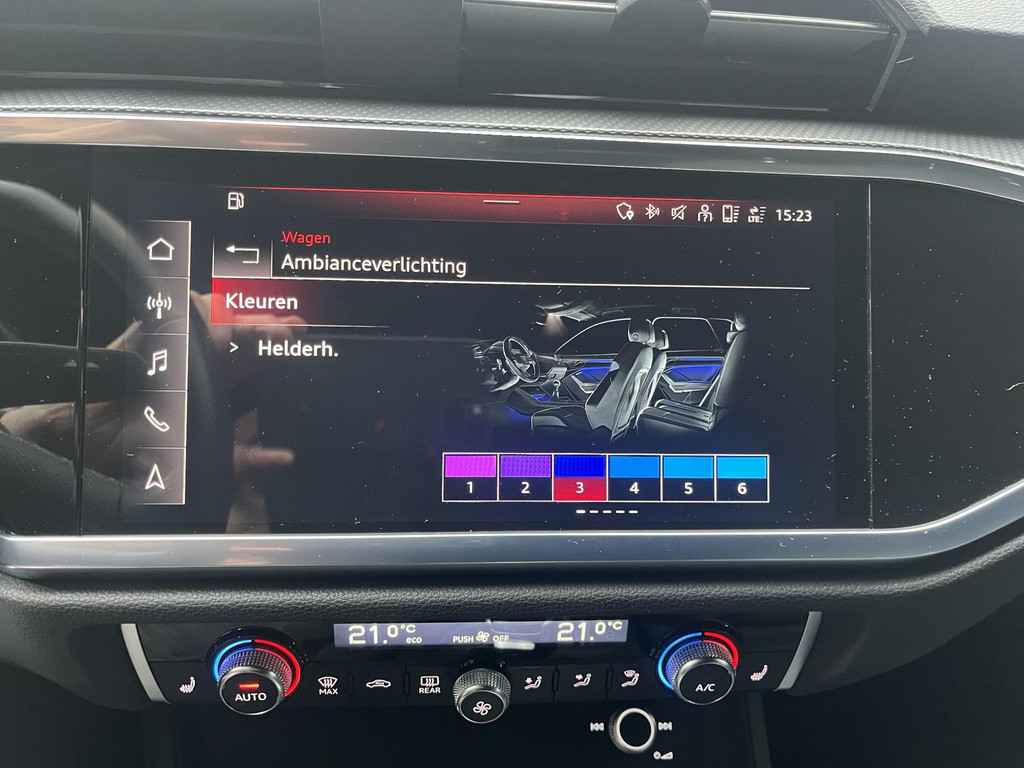 LTE 15:23
Wagen
Ambianceverlichting
Kleuren
> Helderh.
1 2 3 4 5 6
21.0°C eco PUSH OFF 21.0°C
AUTO MAX REAR A/C